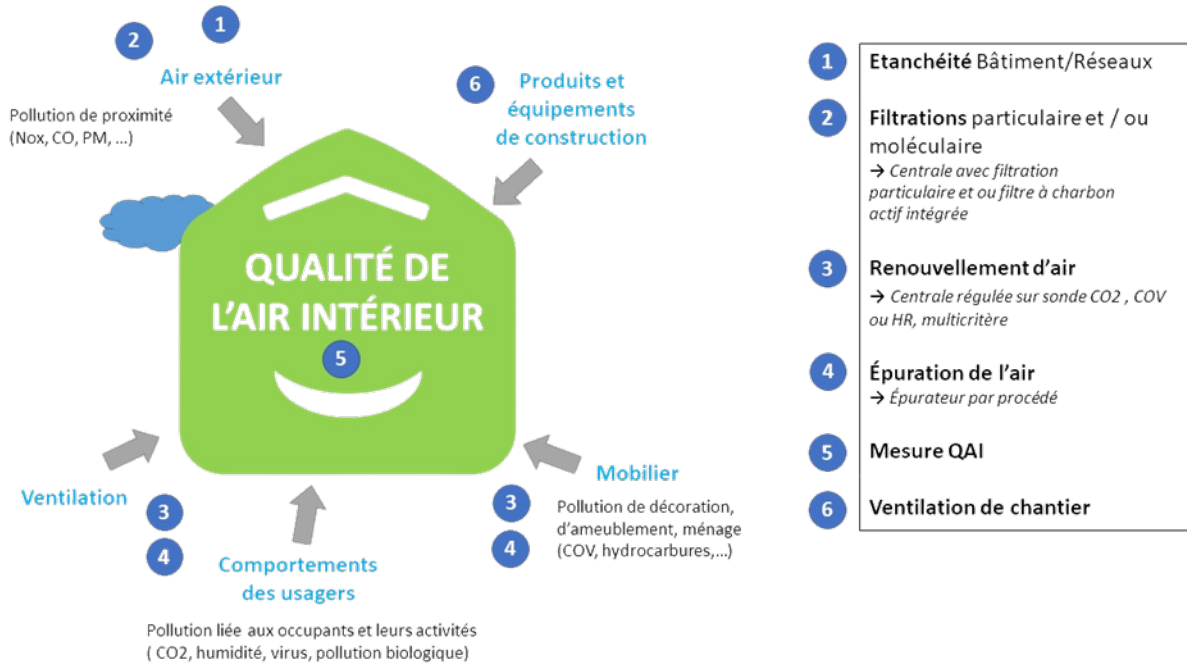 2
1
Air extérieur
Pollution de proximité
(Nox, CO, PM, ...)
6
Produits et
équipements
de construction
QUALITÉ DE
L'AIR INTÉRIEUR
5
Ventilation
3
4
Comportements
des usagers
Pollution liée aux occupants et leurs activités
( CO2, humidité, virus, pollution biologique)
3
4
Mobilier
Pollution de décoration,
d'ameublement, ménage
(COV, hydrocarbures,...)
1
Etanchéité Bâtiment/Réseaux
2
Filtrations particulaire et / ou
moléculaire
→ Centrale avec filtration
particulaire et ou filtre à charbon
actif intégrée
3
Renouvellement d'air
→ Centrale régulée sur sonde CO2 , COV
ou HR, multicritère
4
Épuration de l'air
→ Épurateur par procédé
5
Mesure QAI
6
Ventilation de chantier